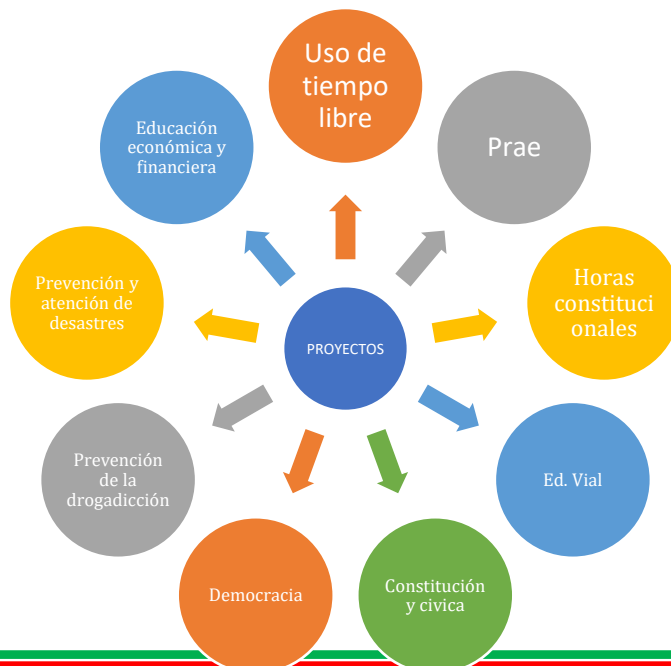 Uso de
tiempo
libre
Prae
Horas
constituci
onales
Ed. Vial
Constitución
y civica
Democracia
Prevención
de la
drogadicción
Prevención y
atención de
desastres
Educación
económica y
financiera
PROYECTOS